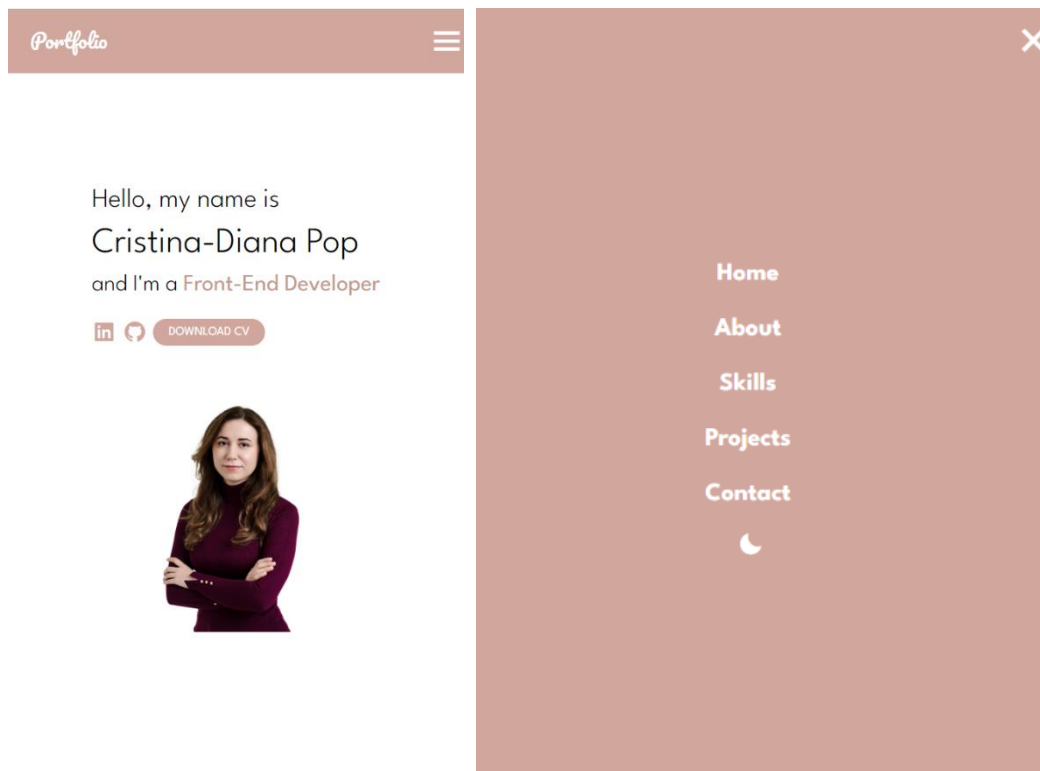 Portfolio
Hello, my name is
Cristina-Diana Pop
and I'm a Front-End Developer
in DOWNLOAD CV
Home
About
Skills
Projects
Contact